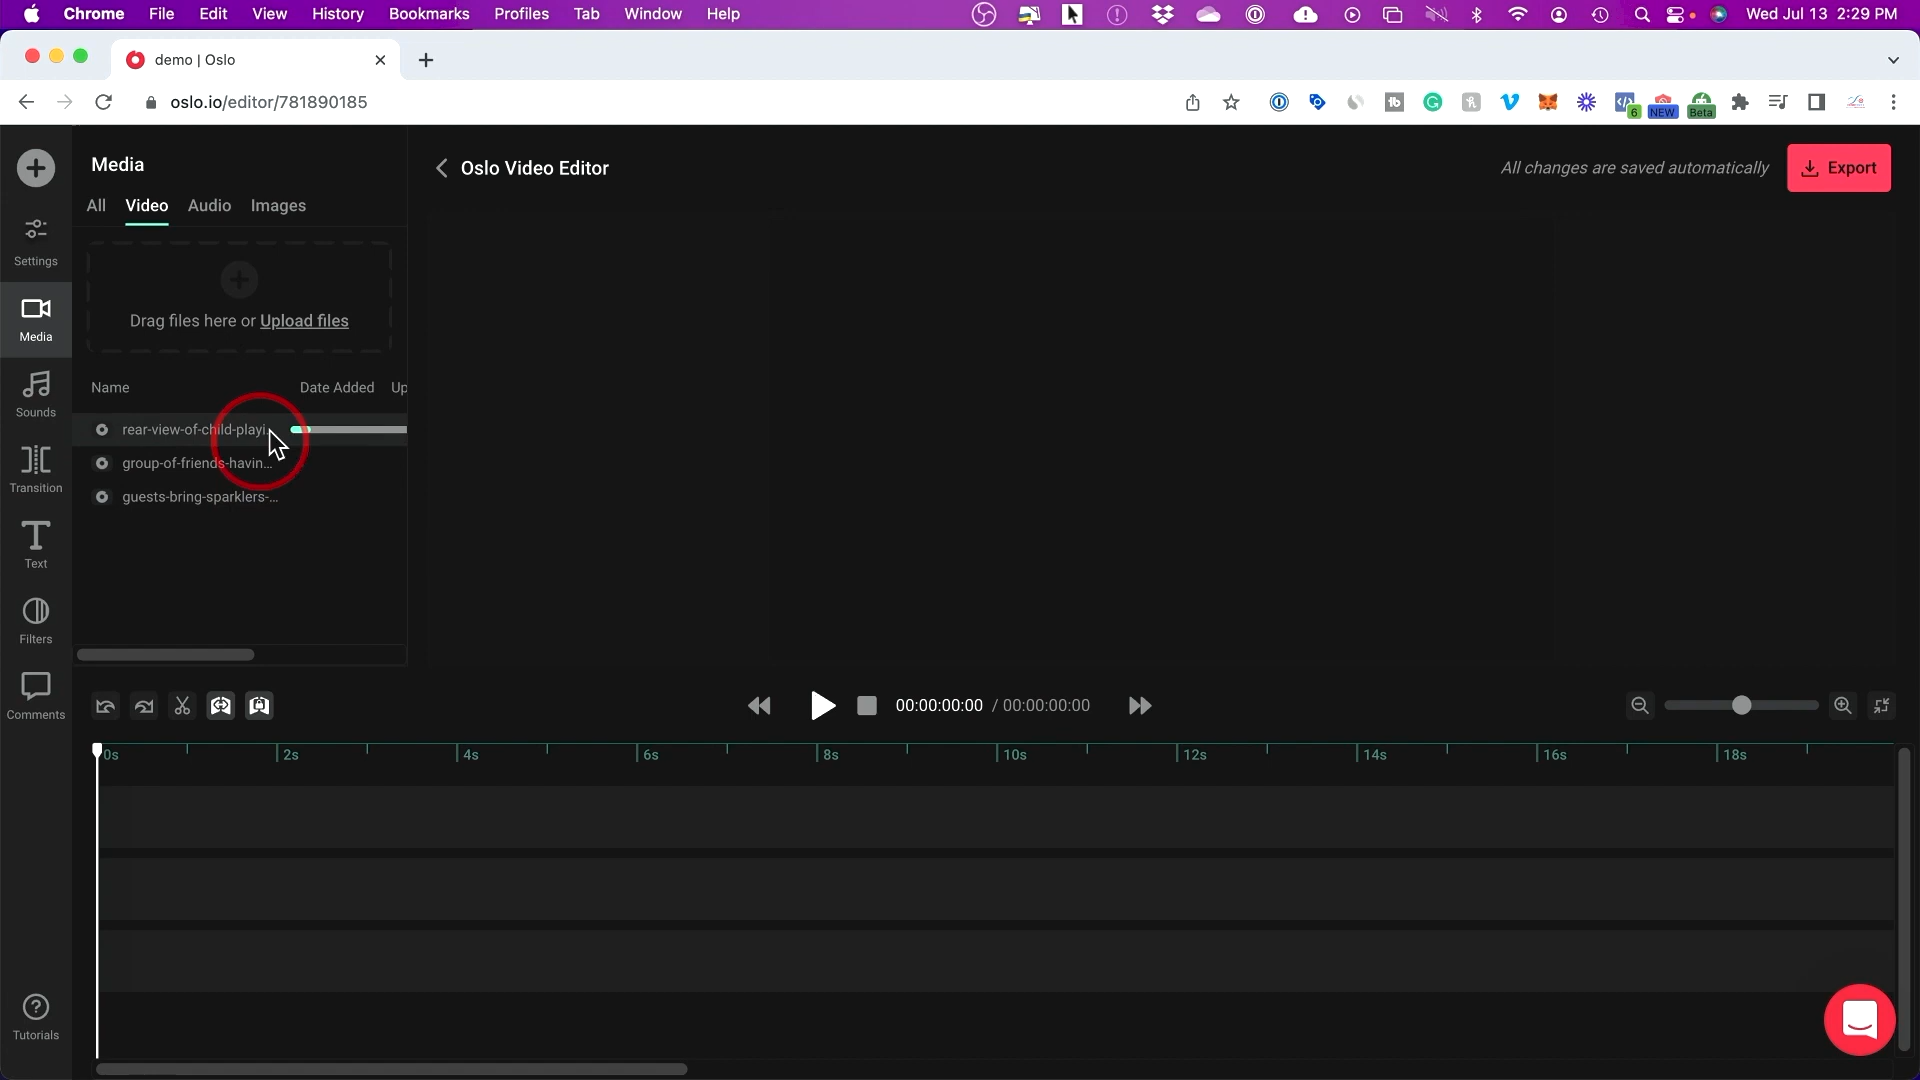 Chrome File Edit View History Bookmarks Profiles Tab Window Help Wed Jul 13 2:29 PM
demo | Oslo
oslo.io/editor/781890185
6 NEW Beta
Media
Oslo Video Editor
All changes are saved automatically
Export
All Video Audio Images
Settings
Drag files here or Upload files
Media
Name Date Added Up
Sounds
rear-view-of-child-playi...
group-of-friends-havin...
guests-bring-sparklers-...
Transition
Text
Filters
Comments
00:00:00:00 / 00:00:00:00
0s 2s 4s 6s 8s 10s 12s 14s 16s 18s
Tutorials